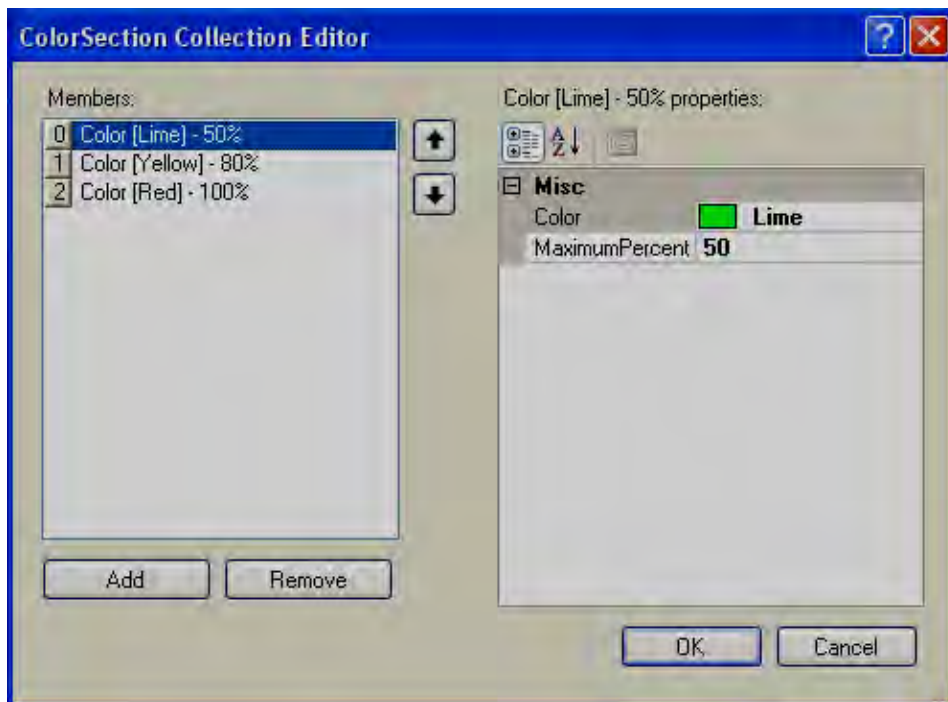 ColorSection Collection Editor
Members:
0 Color [Lime] - 50%
1 Color [Yellow] - 80%
2 Color [Red] - 100%
Add
Remove
Color [Lime] - 50% properties:
Misc
Color Lime
MaximumPercent 50
OK
Cancel